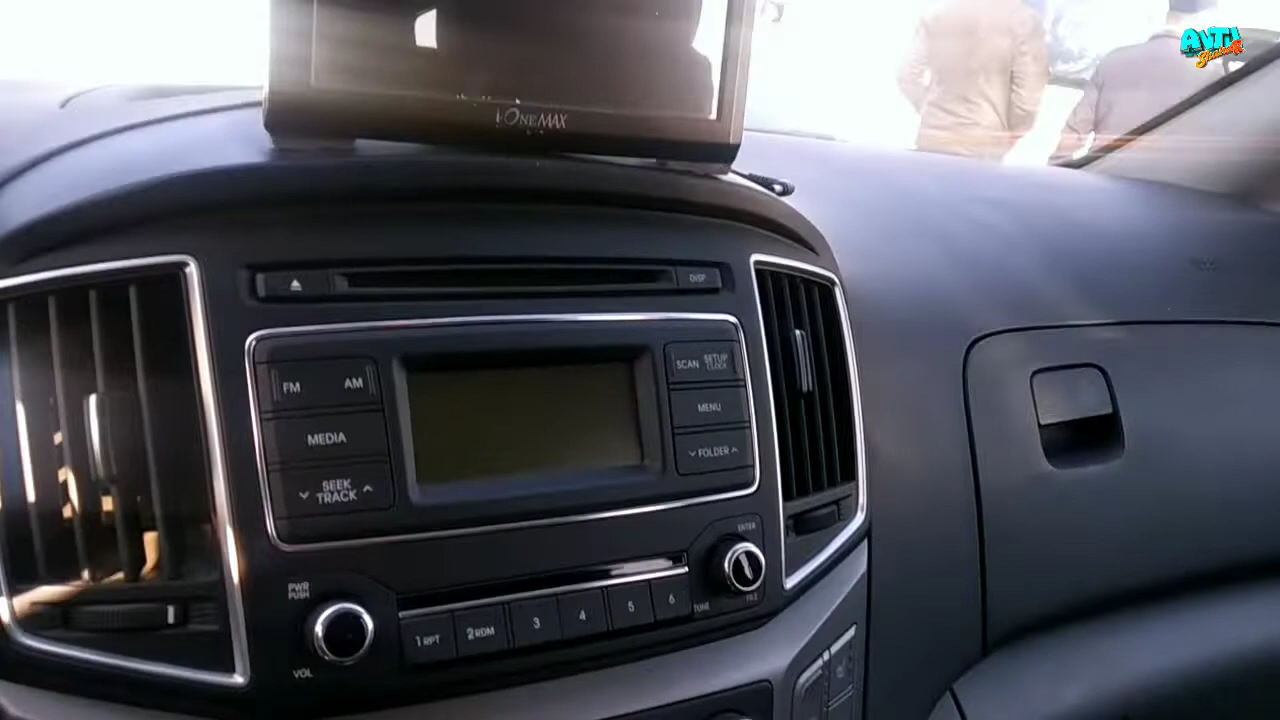 AVTO
ONEMAX
DISP
FM
AM
SCAN
SETUP
CLOCK
MEDIA
MENU
SEEK
TRACK
FOLDER
PWR
PUSH
VOL
1 RPT
2 RDM
3
4
5
6
TUNE
FILE
ENTER